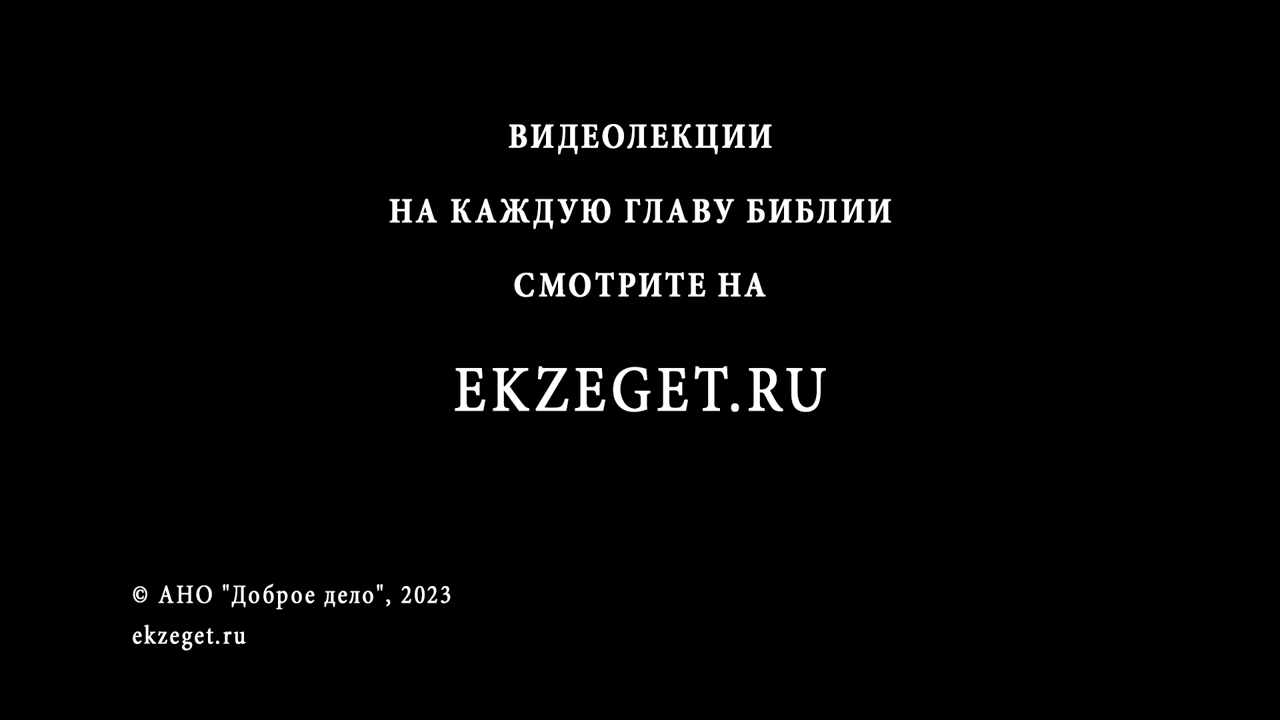 ВИДЕОЛЕКЦИИ
НА КАЖДУЮ ГЛАВУ БИБЛИИ
СМОТРИТЕ НА
EKZEGET.RU
© АНО "Доброе дело", 2023
ekzeget.ru